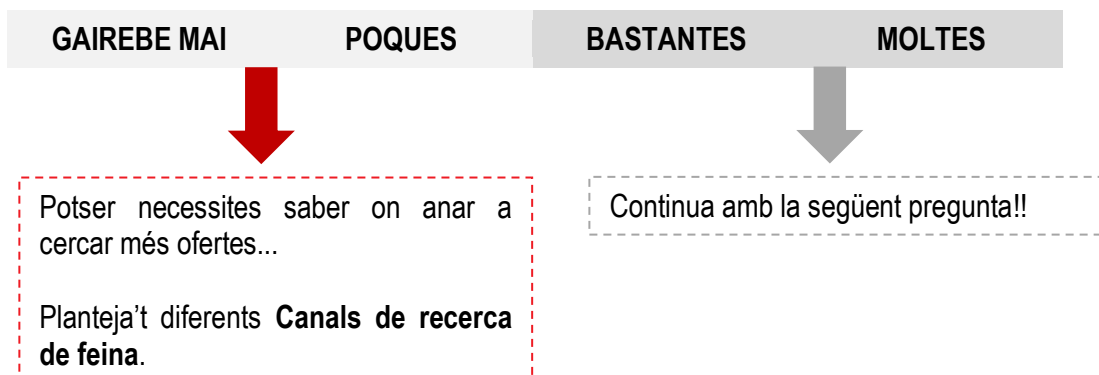 GAIREBE MAI POQUES BASTANTES MOLTES
Potser necessites saber on anar a
cercar més ofertes...
Planteja't diferents Canals de recerca
de feina.
Continua amb la següent pregunta!!